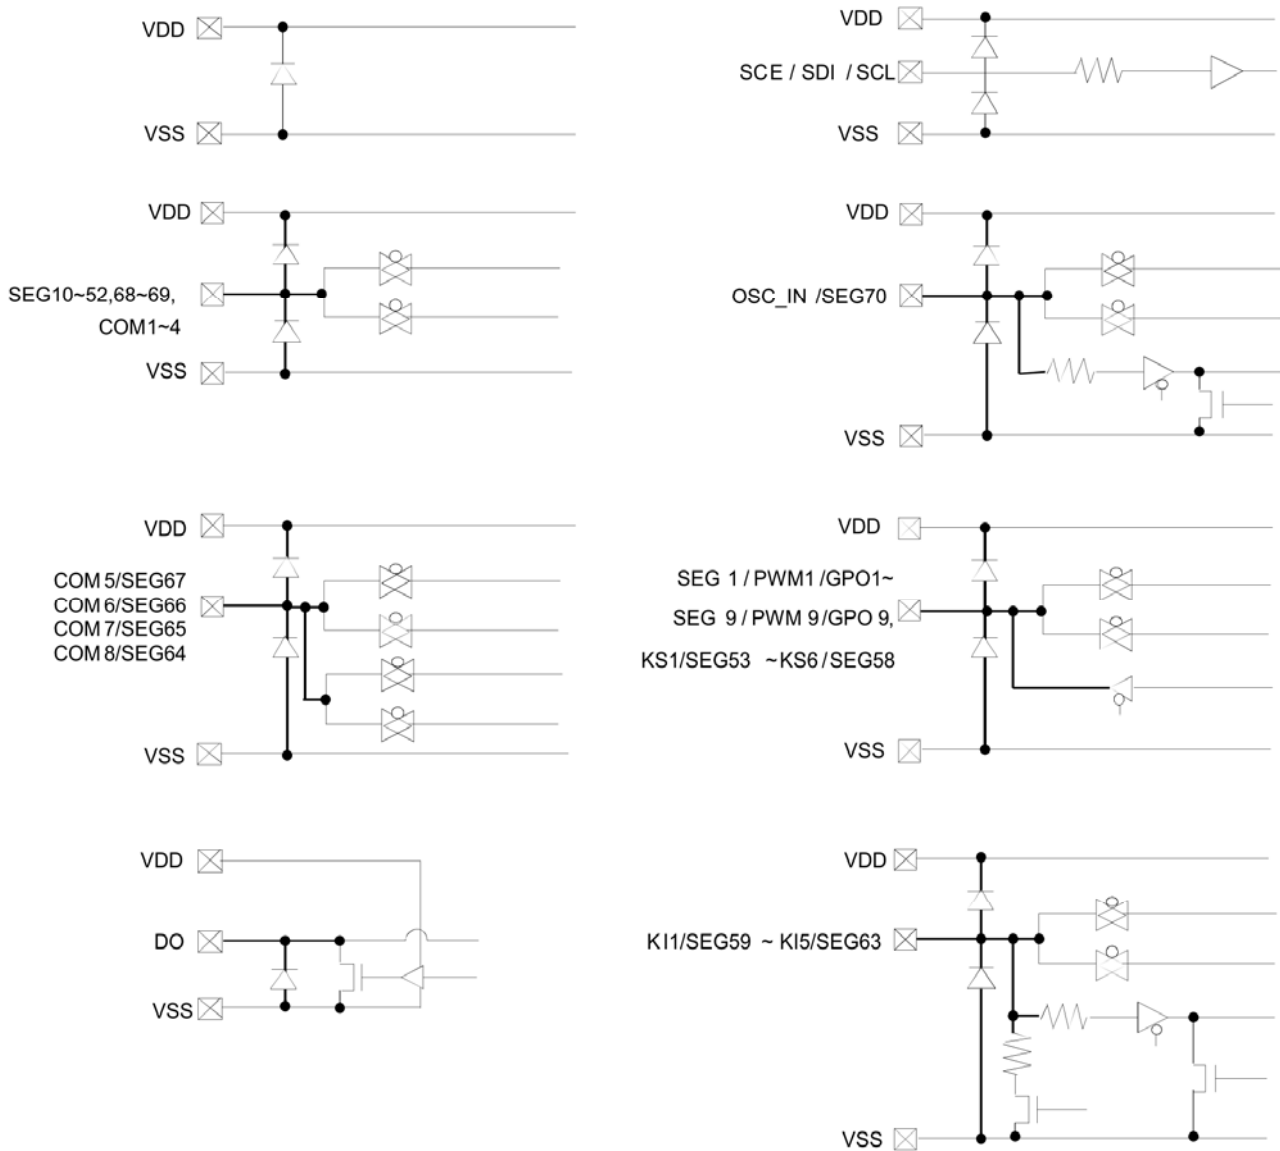 VDD
VSS
VDD
SCE / SDI / SCL
VSS
VDD
SEG10~52,68~69,
COM1~4
VSS
VDD
OSC_IN /SEG70
VSS
VDD
COM 5/SEG67
COM 6/SEG66
COM 7/SEG65
COM 8/SEG64
VSS
VDD
SEG 1 / PWM1 /GPO1~
SEG 9 / PWM 9 /GPO 9,
KS1/SEG53 ~KS6 /SEG58
VSS
VDD
DO
VSS
VDD
KI1/SEG59 ~ KI5/SEG63
VSS